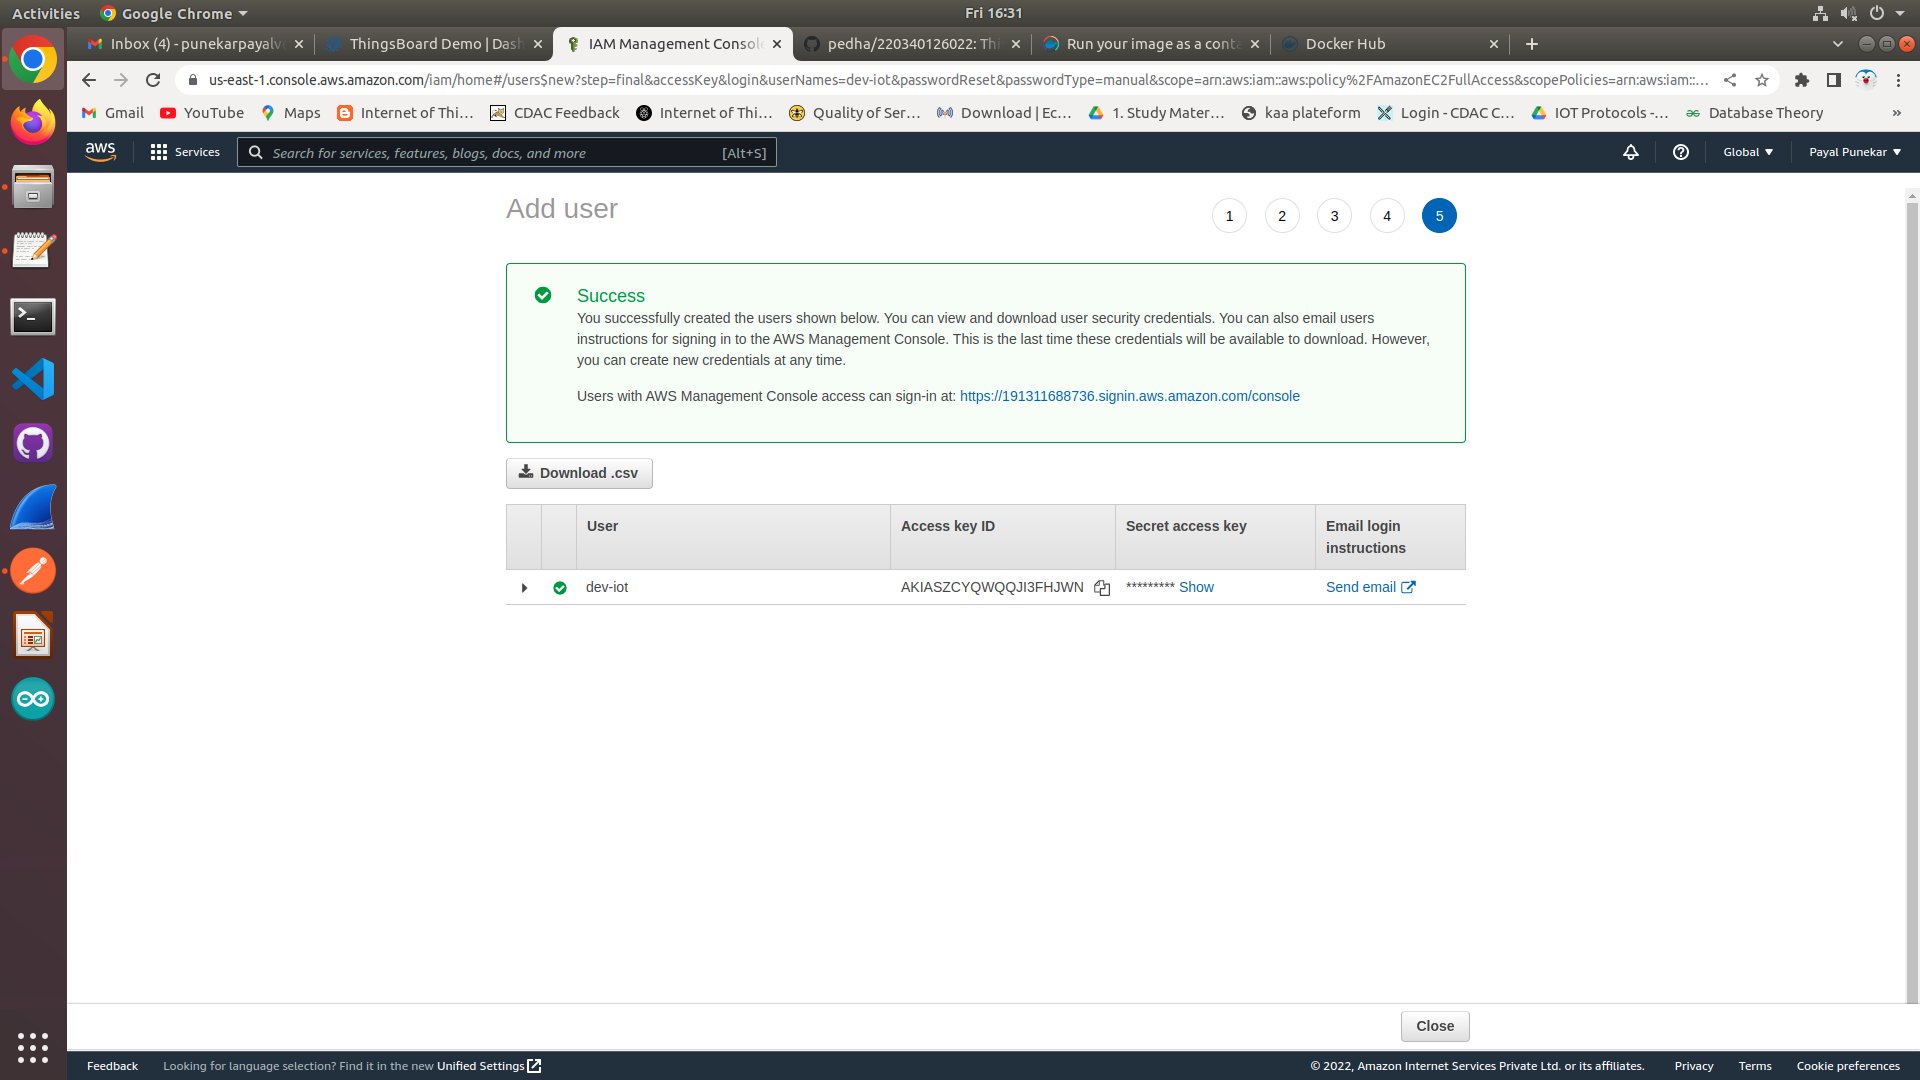 Activities
Google Chrome
Fri 16:31
Inbox (4) - punekarpayalv
ThingsBoard Demo | Dash
IAM Management Console
pedha/220340126022: Thi
Run your image as a conta
Docker Hub
us-east-1.console.aws.amazon.com/iam/home#/users$new?step=final&accessKey&login&userNames=dev-iot&passwordReset&passwordType=manual&scope=arn:aws:iam::aws:policy%2FAmazonEC2FullAccess&scopePolicies=arn:aws:iam::...
Gmail
YouTube
Maps
Internet of Thi...
CDAC Feedback
Internet of Thi...
Quality of Ser...
Download | Ec...
1. Study Mater...
kaa plateform
Login - CDAC C...
IOT Protocols -...
Database Theory
»
aws
Services
Search for services, features, blogs, docs, and more
[Alt+S]
Global
Payal Punekar
Add user
1 2 3 4 5
Success
You successfully created the users shown below. You can view and download user security credentials. You can also email users
instructions for signing in to the AWS Management Console. This is the last time these credentials will be available to download. However,
you can create new credentials at any time.
Users with AWS Management Console access can sign-in at: https://191311688736.signin.aws.amazon.com/console
Download .csv
User
Access key ID
Secret access key
Email login
instructions
dev-iot
AKIASZCYQWQQJI3FHJWN
********* Show
Send email
Close
Feedback
Looking for language selection? Find it in the new Unified Settings
© 2022, Amazon Internet Services Private Ltd. or its affiliates.
Privacy
Terms
Cookie preferences